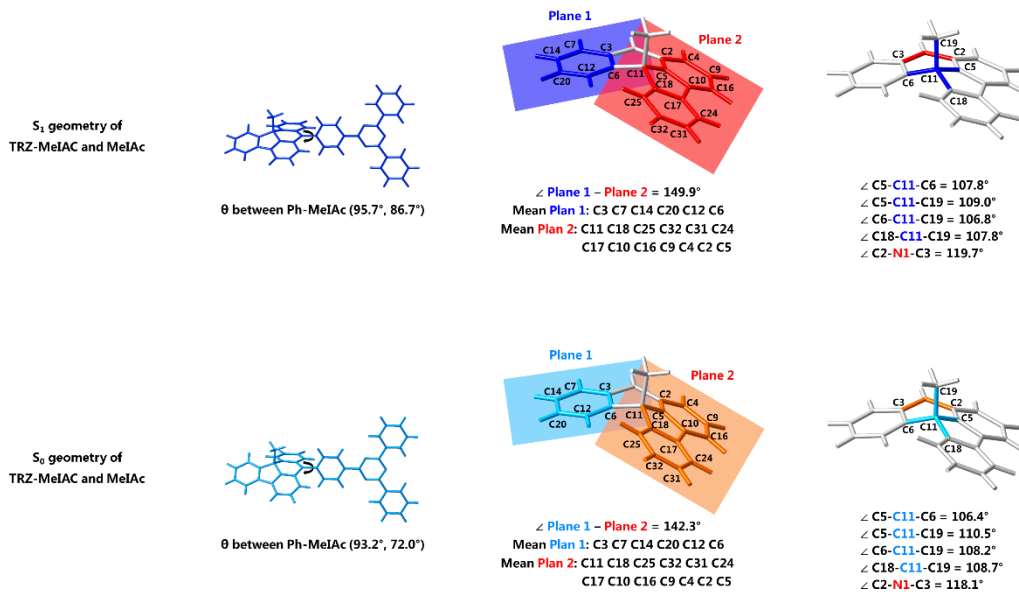 S1 geometry of
TRZ-MeIAC and MeIAc
θ between Ph-MeIAc (95.7°, 86.7°)
Plane 1
Plane 2
C14
C7
C3
C20
C12
C6
C11
C2
C4
C5
C9
C18
C10
C16
C25
C17
C24
C32
C31
∠ Plane 1 – Plane 2 = 149.9°
Mean Plan 1: C3 C7 C14 C20 C12 C6
Mean Plan 2: C11 C18 C25 C32 C31 C24
C17 C10 C16 C9 C4 C2 C5
C19
C3
C2
C6
C11
C5
C18
∠ C5-C11-C6 = 107.8°
∠ C5-C11-C19 = 109.0°
∠ C6-C11-C19 = 106.8°
∠ C18-C11-C19 = 107.8°
∠ C2-N1-C3 = 119.7°
S0 geometry of
TRZ-MeIAC and MeIAc
θ between Ph-MeIAc (93.2°, 72.0°)
Plane 1
Plane 2
C7
C3
C14
C12
C20
C6
C11
C2
C4
C5
C9
C18
C10
C16
C25
C17
C24
C32
C31
∠ Plane 1 – Plane 2 = 142.3°
Mean Plan 1: C3 C7 C14 C20 C12 C6
Mean Plan 2: C11 C18 C25 C32 C31 C24
C17 C10 C16 C9 C4 C2 C5
C19
C3
C2
C6
C11
C5
C18
∠ C5-C11-C6 = 106.4°
∠ C5-C11-C19 = 110.5°
∠ C6-C11-C19 = 108.2°
∠ C18-C11-C19 = 108.7°
∠ C2-N1-C3 = 118.1°